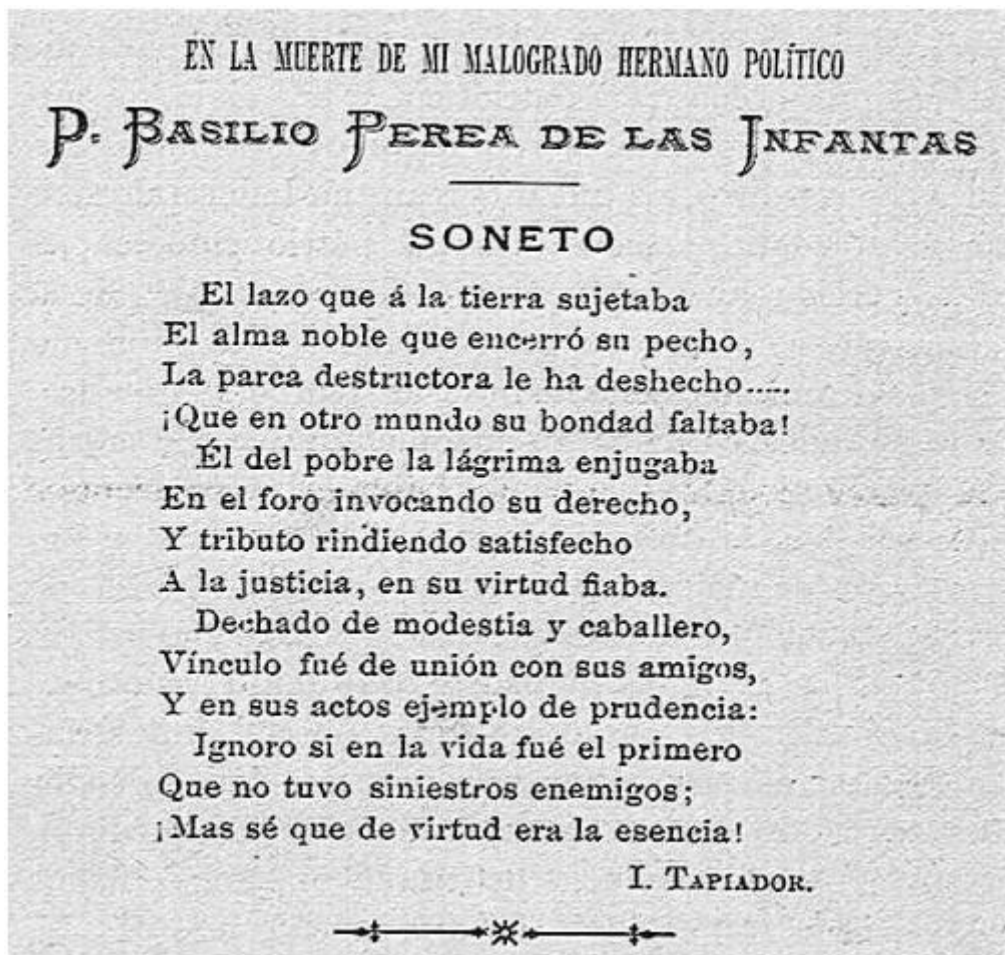 EN LA MUERTE DE MI MALOGRADO HERMANO POLÍTICO
D. BASILIO PEREA DE LAS INFANTAS
SONETO
El lazo que á la tierra sujetaba
El alma noble que encerró su pecho,
La parca destructora le ha deshecho.....
¡Que en otro mundo su bondad faltaba!
Él del pobre la lágrima enjugaba
En el foro invocando su derecho,
Y tributo rindiendo satisfecho
A la justicia, en su virtud fiaba.
Dechado de modestia y caballero,
Vínculo fué de unión con sus amigos,
Y en sus actos ejemplo de prudencia:
Ignoro si en la vida fué el primero
Que no tuvo siniestros enemigos;
¡Mas sé que de virtud era la esencia!
I. TAPIADOR.